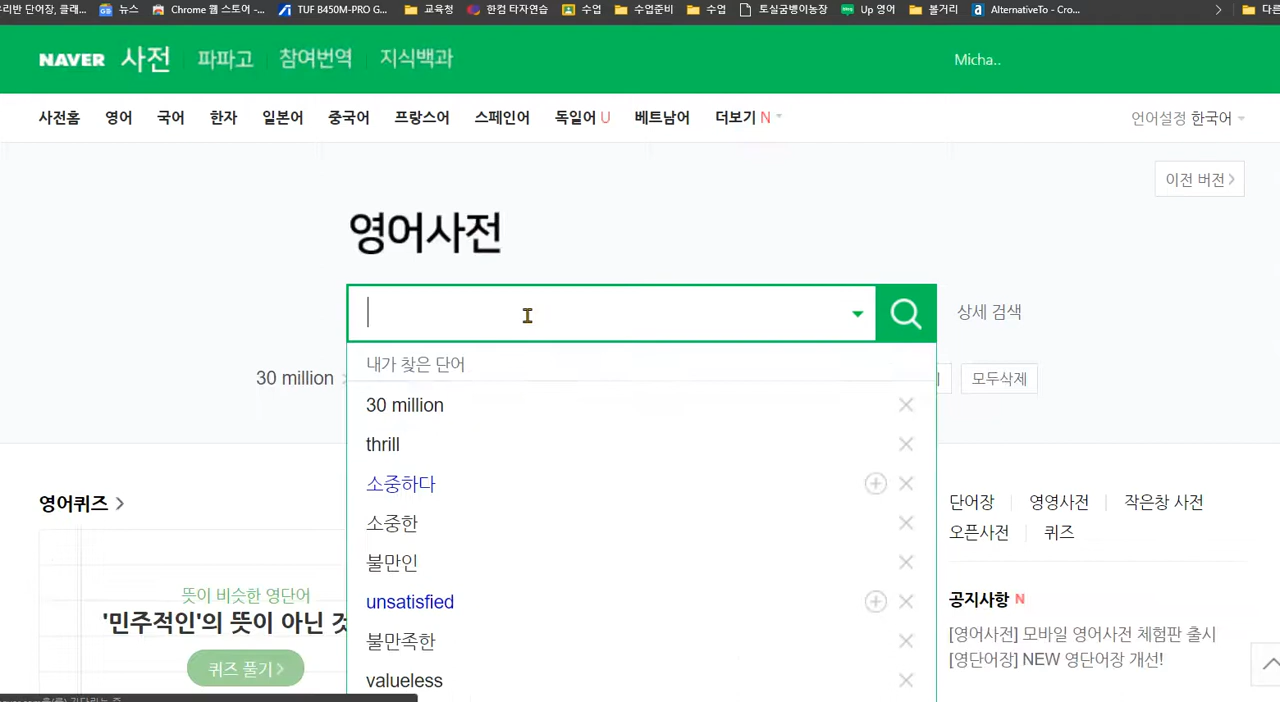 우리반 단어장, 클래... 뉴스 Chrome 웹 스토어 -... TUF B450M-PRO G... 교육청 한컴 타자연습 수업 수업준비 수업 토실굼벵이농장 Up 영어 볼거리 AlternativeTo - Cro... 다른
NAVER 사전 파파고 참여번역 지식백과 Micha..
사전홈 영어 국어 한자 일본어 중국어 프랑스어 스페인어 독일어 U 베트남어 더보기 N 언어설정 한국어
이전 버전
영어사전
상세 검색
내가 찾은 단어
30 million 모두삭제
30 million
thrill
소중하다
소중한
불만인
unsatisfied
불만족한
valueless
영어퀴즈
뜻이 비슷한 영단어
'민주적인'의 뜻이 아닌 것
퀴즈 풀기
단어장 영영사전 작은창 사전
오픈사전 퀴즈
공지사항 N
[영어사전] 모바일 영어사전 체험판 출시
[영단어장] NEW 영단어장 개선!